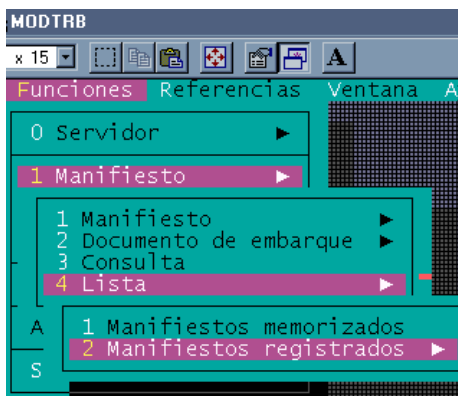 MODTRB
x 15
A
Funciones Referencias Ventana A
0 Servidor
1 Manifiesto
1 Manifiesto
2 Documento de embarque
3 Consulta
4 Lista
A
1 Manifiestos memorizados
2 Manifiestos registrados
S